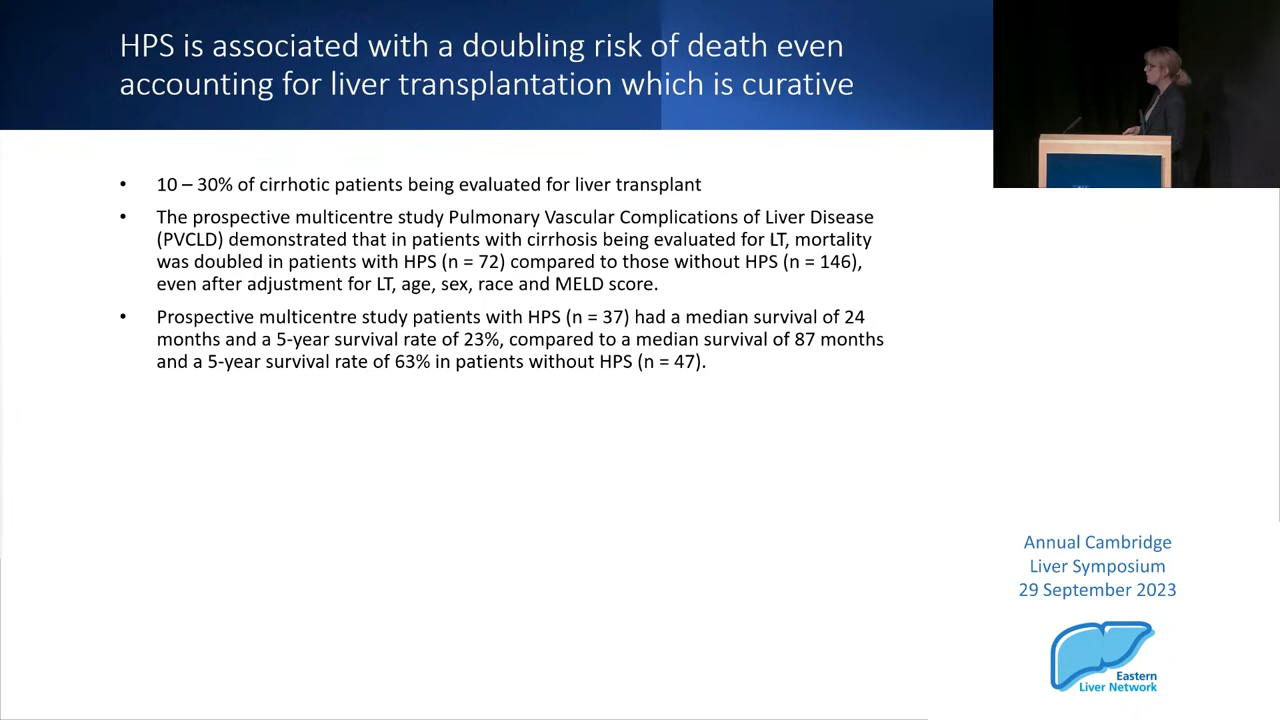 HPS is associated with a doubling risk of death even
accounting for liver transplantation which is curative
• 10 – 30% of cirrhotic patients being evaluated for liver transplant
• The prospective multicentre study Pulmonary Vascular Complications of Liver Disease
(PVCLD) demonstrated that in patients with cirrhosis being evaluated for LT, mortality
was doubled in patients with HPS (n = 72) compared to those without HPS (n = 146),
even after adjustment for LT, age, sex, race and MELD score.
• Prospective multicentre study patients with HPS (n = 37) had a median survival of 24
months and a 5-year survival rate of 23%, compared to a median survival of 87 months
and a 5-year survival rate of 63% in patients without HPS (n = 47).
Annual Cambridge
Liver Symposium
29 September 2023
Eastern
Liver Network